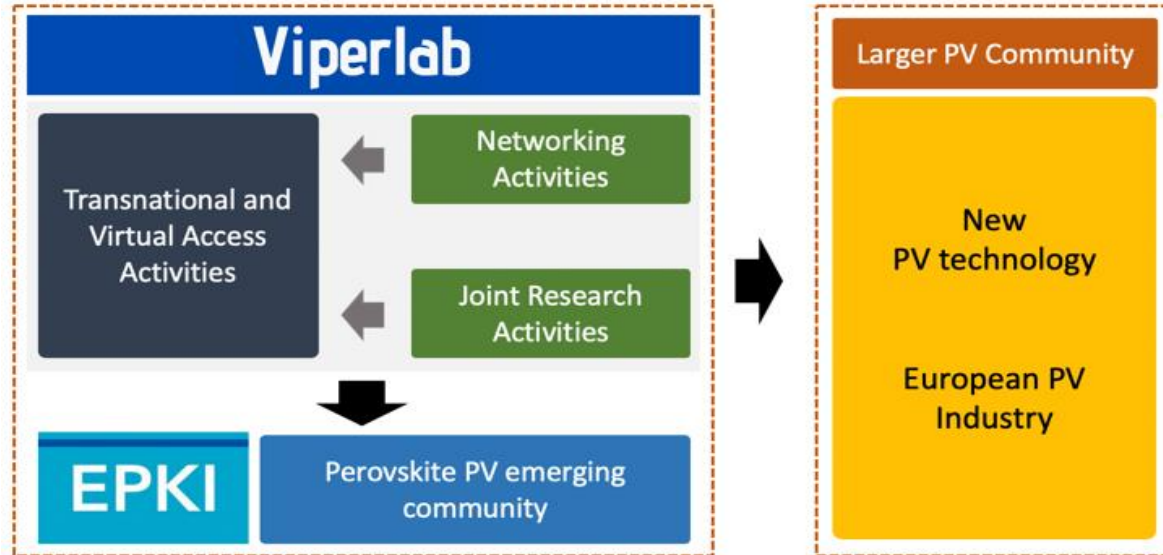 Viperlab
Transnational and
Virtual Access
Activities
Networking
Activities
Joint Research
Activities
EPKI
Perovskite PV emerging
community
Larger PV Community
New
PV technology
European PV
Industry